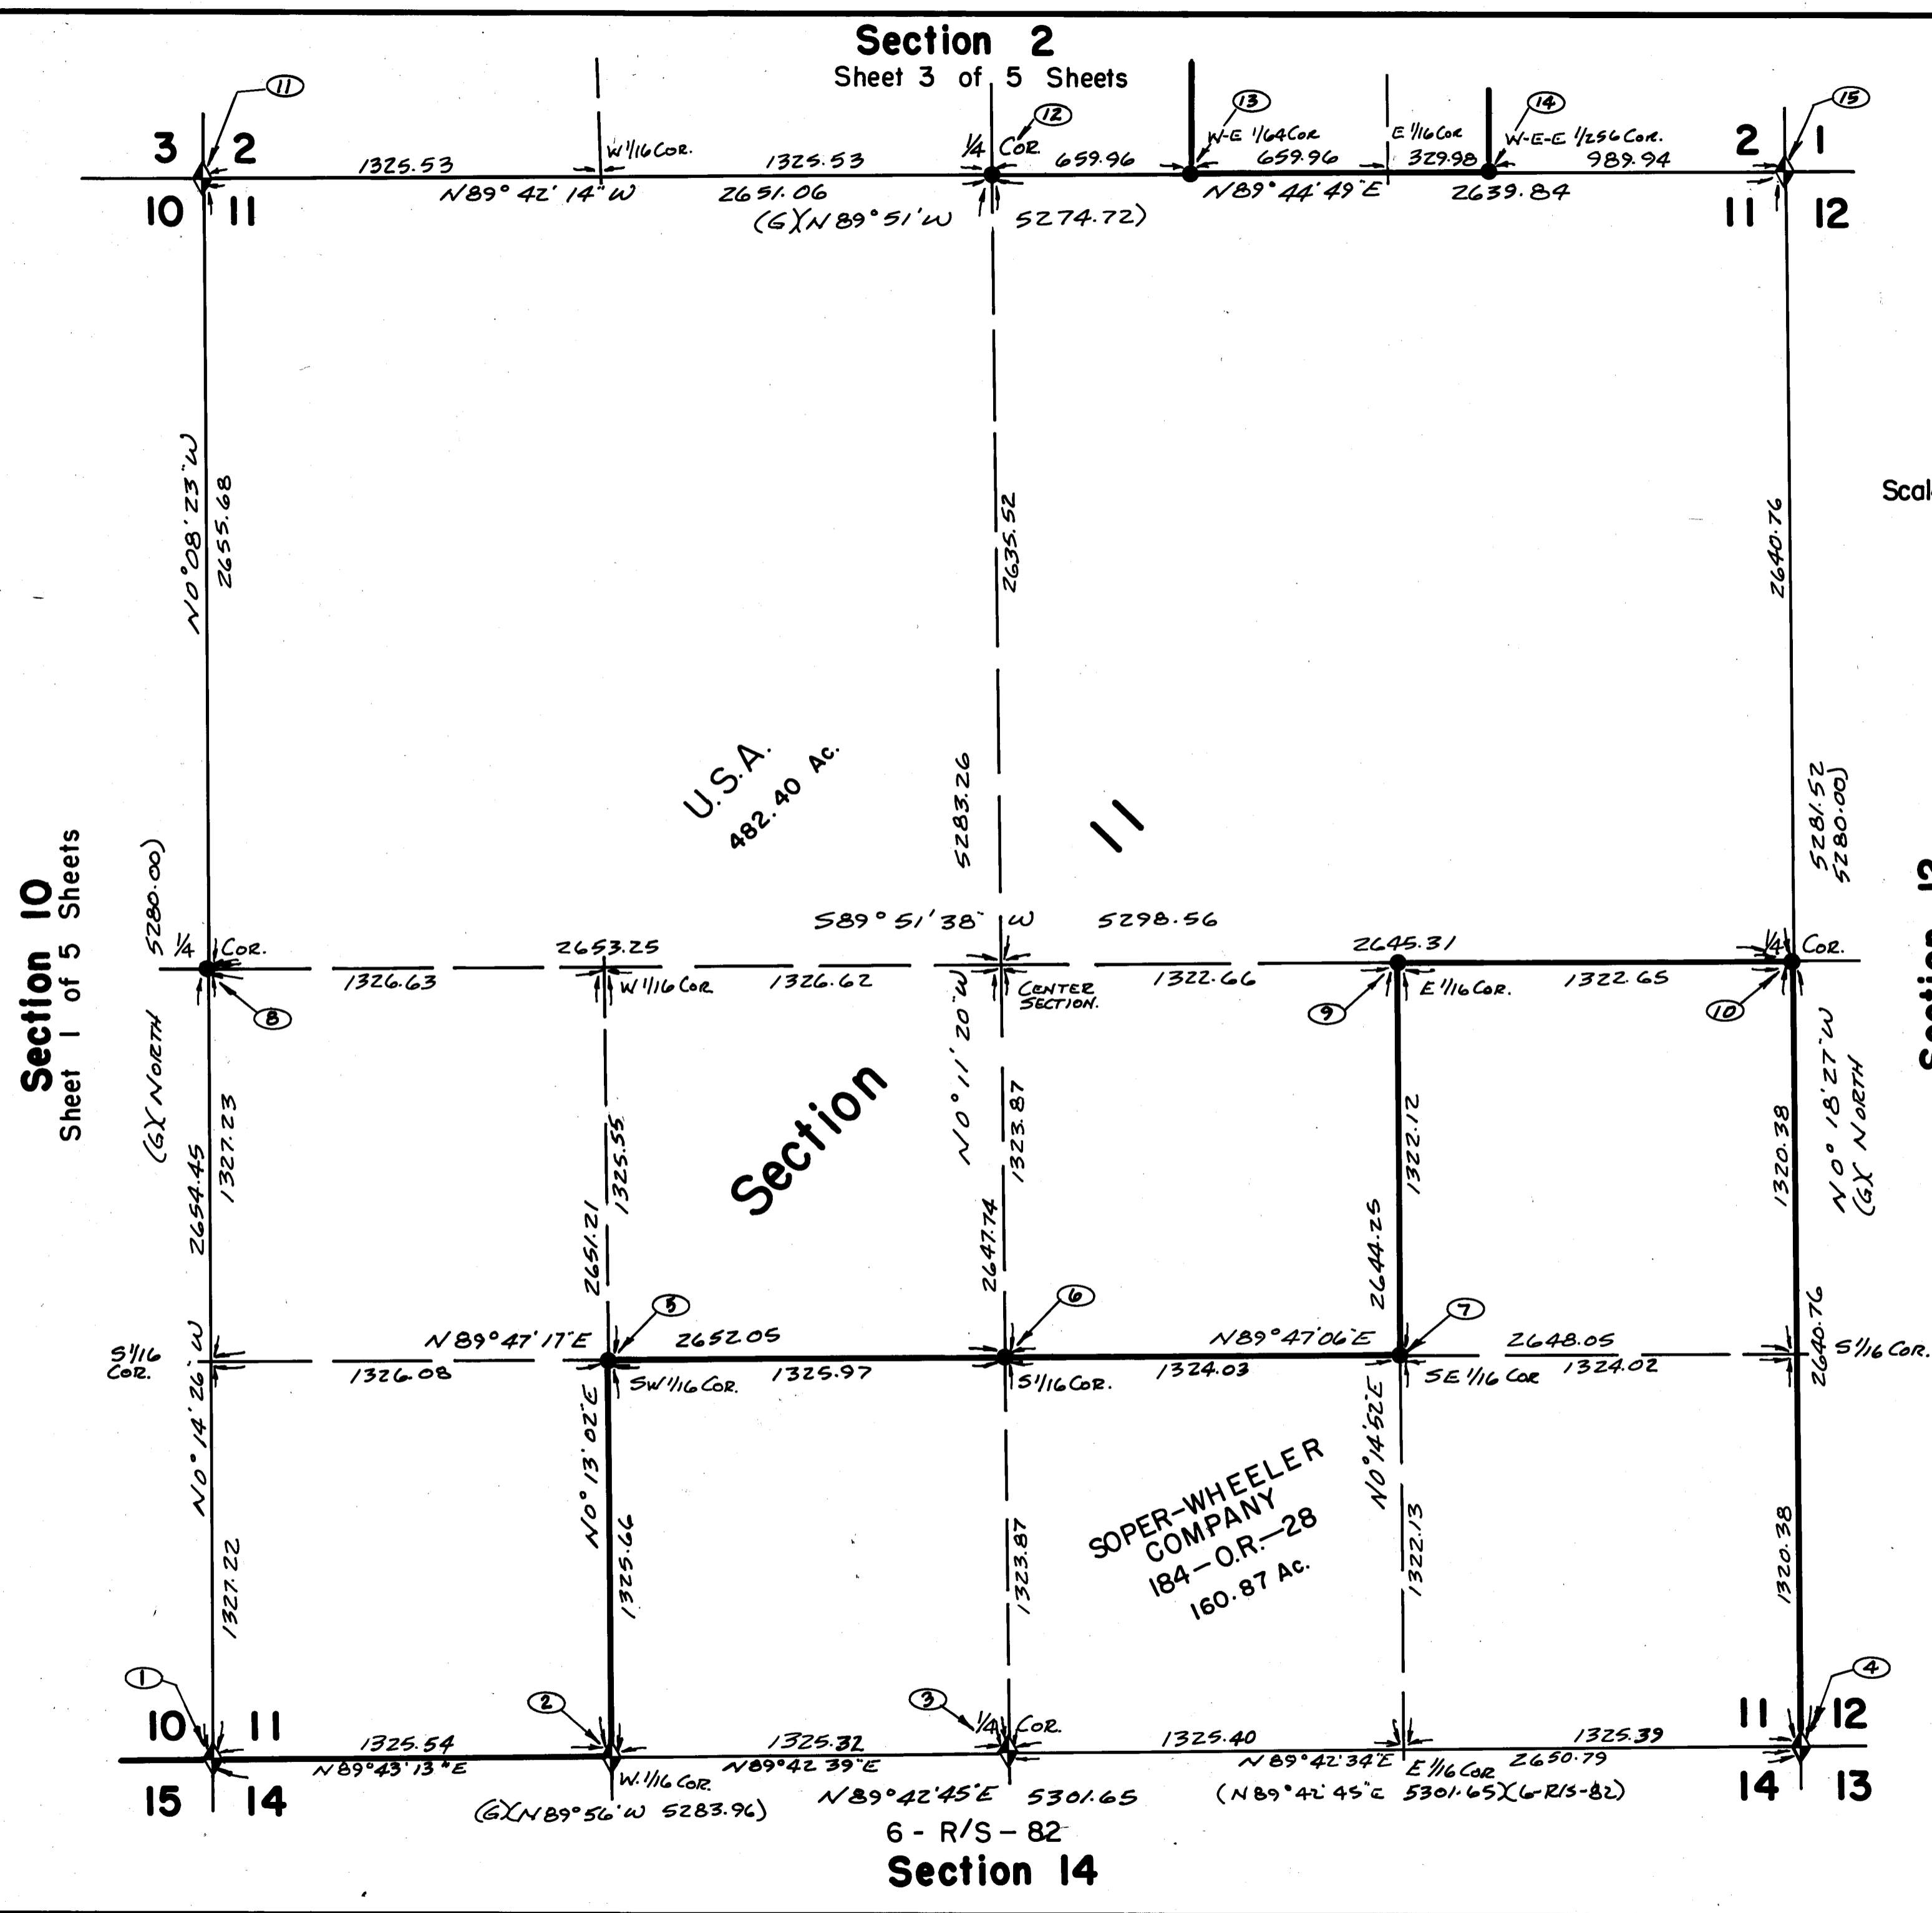 Section 2
Sheet 3 of 5 Sheets
11
12
13
14
15
3 2
W 1/16 COR.
1/4 COR
W-E 1/64 COR
E 1/16 COR
W-E-E 1/256 COR.
2 1
1325.53
1325.53
659.96
659.96
329.98
989.94
10 11
N89°42'14"W
2651.06
N89°44'49"E
2639.84
11 12
(G)(N89°51'W 5274.72)
N0°08'23"W
2655.68
2635.52
2640.76
Scal
U.S.A.
482.40 Ac.
5283.26
11
5281.52
5280.00)
Section 10
Sheet 1 of 5 Sheets
5280.00)
(G)(NORTH
S89°51'38"W 5298.56
1/4 COR.
2653.25
2645.31
1/4 COR.
1326.63
W 1/16 COR
1326.62
CENTER
SECTION.
1322.66
E 1/16 COR.
1322.65
8
9
10
N0°11'20"W
N0°18'27"W
(G)(NORTH
1327.23
1325.55
Section
1323.87
1322.12
1320.38
2654.45
2651.21
2647.74
2644.25
2640.76
5
6
7
S 1/16
COR.
N89°47'17"E
2652.05
N89°47'06"E
2648.05
S 1/16 COR.
1326.08
SW 1/16 COR.
1325.97
S 1/16 COR.
1324.03
SE 1/16 COR
1324.02
N0°14'26"W
N0°13'02"E
N0°14'52"E
SOPER-WHEELER
COMPANY
184-O.R.-28
160.87 Ac.
1327.22
1325.66
1323.87
1322.13
1320.38
1
2
3
4
10 11
1/4 COR.
11 12
1325.54
1325.32
1325.40
1325.39
N89°43'13"E
N89°42'39"E
N89°42'34"E
E 1/16 COR
2650.79
15 14
W. 1/16 COR.
14 13
(G)(N89°56'W 5283.96)
N89°42'45"E 5301.65
(N89°42'45"E 5301.65)(6-R/S-82)
6 - R/S - 82
Section 14